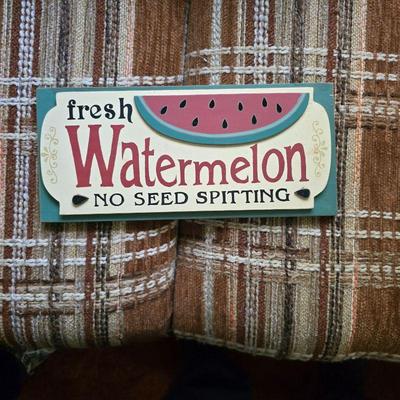 fresh
Watermelon
NO SEED SPITTING